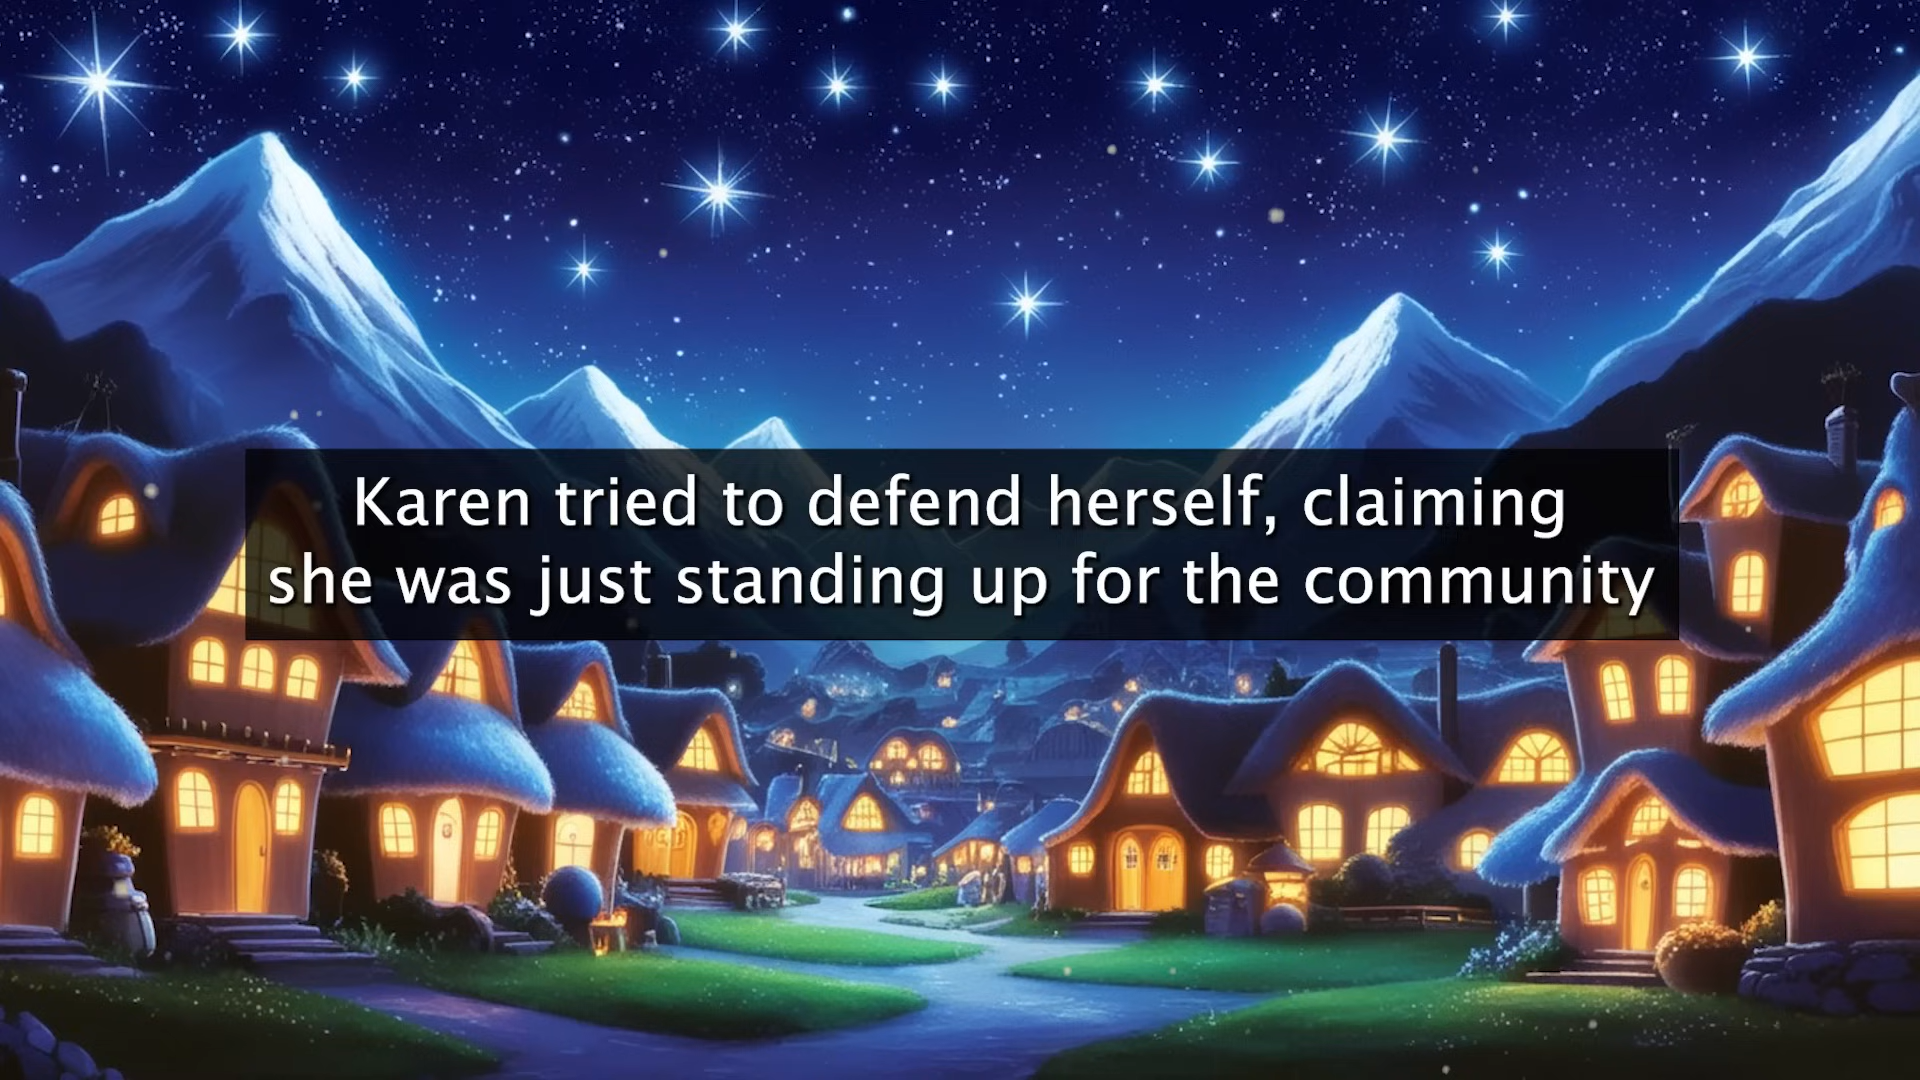 Karen tried to defend herself, claiming
she was just standing up for the community